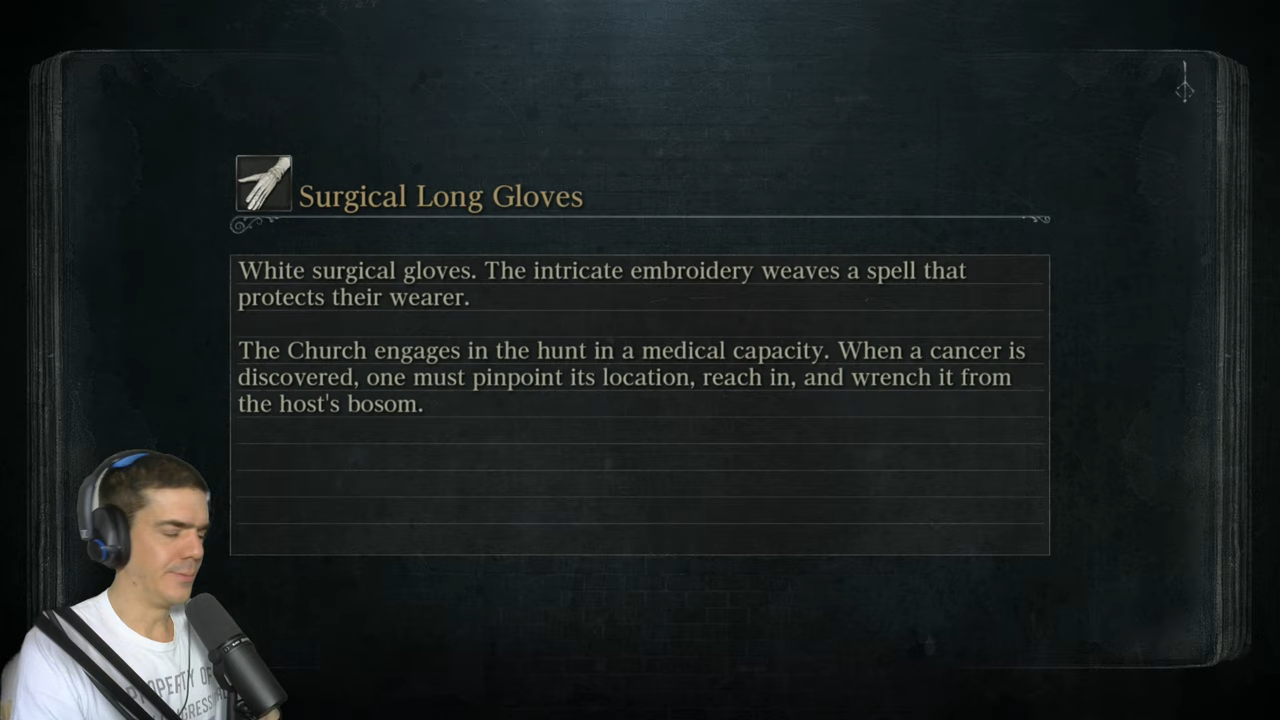 Surgical Long Gloves
White surgical gloves. The intricate embroidery weaves a spell that
protects their wearer.
The Church engages in the hunt in a medical capacity. When a cancer is
discovered, one must pinpoint its location, reach in, and wrench it from
the host's bosom.
PROPERTY OF